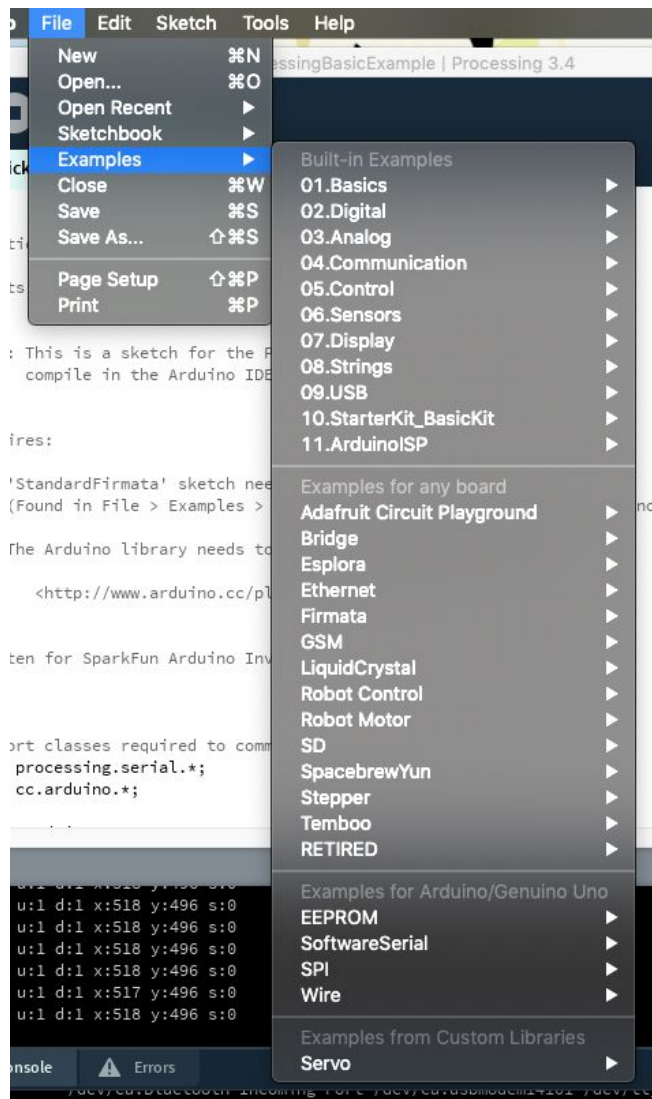 File Edit Sketch Tools Help
New ⌘N
Open... ⌘O
Open Recent ▶
Sketchbook ▶
Examples ▶
Close ⌘W
Save ⌘S
Save As... ⇧⌘S
Page Setup ⇧⌘P
Print ⌘P
ssingBasicExample | Processing 3.4
Built-in Examples
01.Basics ▶
02.Digital ▶
03.Analog ▶
04.Communication ▶
05.Control ▶
06.Sensors ▶
07.Display ▶
08.Strings ▶
09.USB ▶
10.StarterKit_BasicKit ▶
11.ArduinoISP ▶
Examples for any board
Adafruit Circuit Playground ▶
Bridge ▶
Esplora ▶
Ethernet ▶
Firmata ▶
GSM ▶
LiquidCrystal ▶
Robot Control ▶
Robot Motor ▶
SD ▶
SpacebrewYun ▶
Stepper ▶
Temboo ▶
RETIRED ▶
Examples for Arduino/Genuino Uno
EEPROM ▶
SoftwareSerial ▶
SPI ▶
Wire ▶
Examples from Custom Libraries
Servo ▶
: This is a sketch for the
compile in the Arduino IDE
ires:
'StandardFirmata' sketch nee
(Found in File > Examples >
The Arduino library needs to
<http://www.arduino.cc/pl
ten for SparkFun Arduino Inv
ort classes required to comm
processing.serial.*;
cc.arduino.*;
u:1 d:1 x:518 y:496 s:0
u:1 d:1 x:518 y:496 s:0
u:1 d:1 x:518 y:496 s:0
u:1 d:1 x:518 y:496 s:0
u:1 d:1 x:517 y:496 s:0
u:1 d:1 x:518 y:496 s:0
onsole Errors